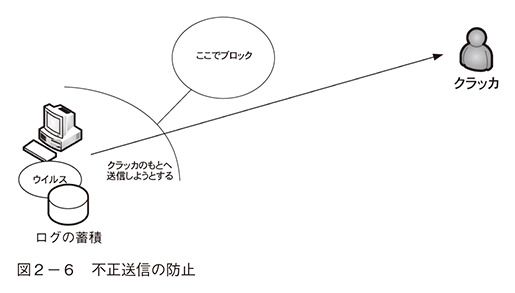 ここでブロック
クラッカ
クラッカのもとへ
送信しようとする
ウイルス
ログの蓄積
図2-6　不正送信の防止